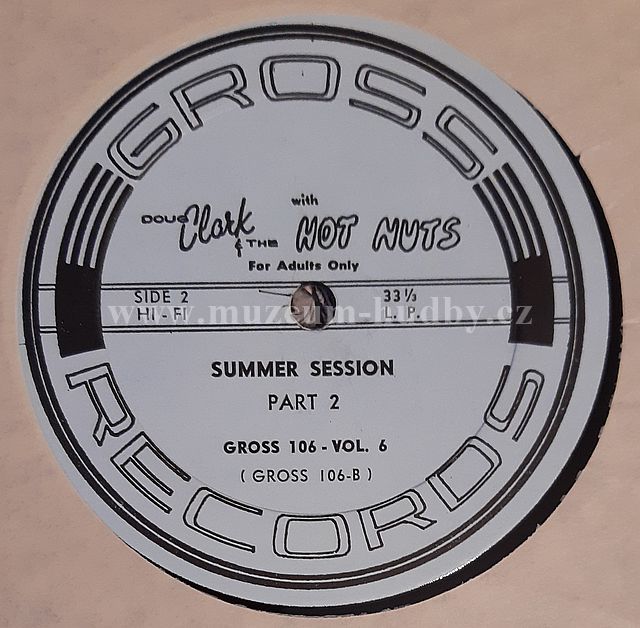 GROSS
with
DOUG Clark & THE HOT NUTS
For Adults Only
SIDE 2 33⅓
HI - FI L. P.
www.muzeum-hudby.cz
SUMMER SESSION
PART 2
GROSS 106 - VOL. 6
( GROSS 106-B )
RECORDS